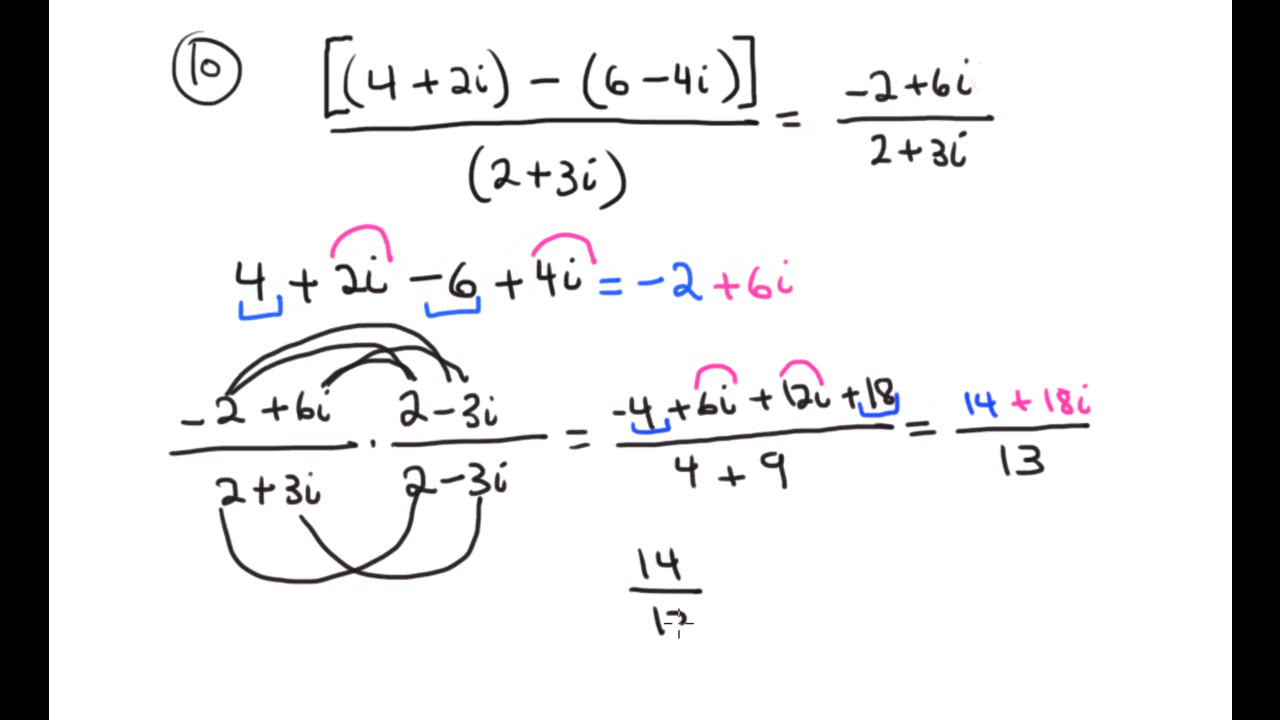 ⑩ [(4 + 2i) − (6 − 4i)] / (2 + 3i) = −2 + 6i / 2 + 3i
4 + 2i − 6 + 4i = −2 + 6i
−2 + 6i / 2 + 3i · 2 − 3i / 2 − 3i = −4 + 6i + 12i + 18 / 4 + 9 = 14 + 18i / 13
14